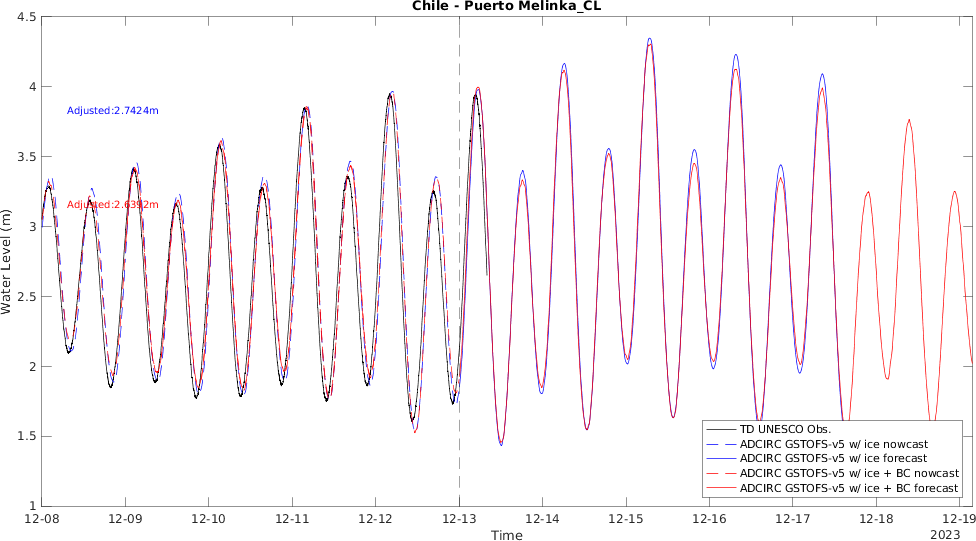 Chile - Puerto Melinka_CL
4.5
4
3.5
3
2.5
2
1.5
1
Water Level (m)
Adjusted:2.7424m
Adjusted:2.6392m
TD UNESCO Obs.
ADCIRC GSTOFS-v5 w/ ice nowcast
ADCIRC GSTOFS-v5 w/ ice forecast
ADCIRC GSTOFS-v5 w/ ice + BC nowcast
ADCIRC GSTOFS-v5 w/ ice + BC forecast
12-08 12-09 12-10 12-11 12-12 12-13 12-14 12-15 12-16 12-17 12-18 12-19
Time
2023